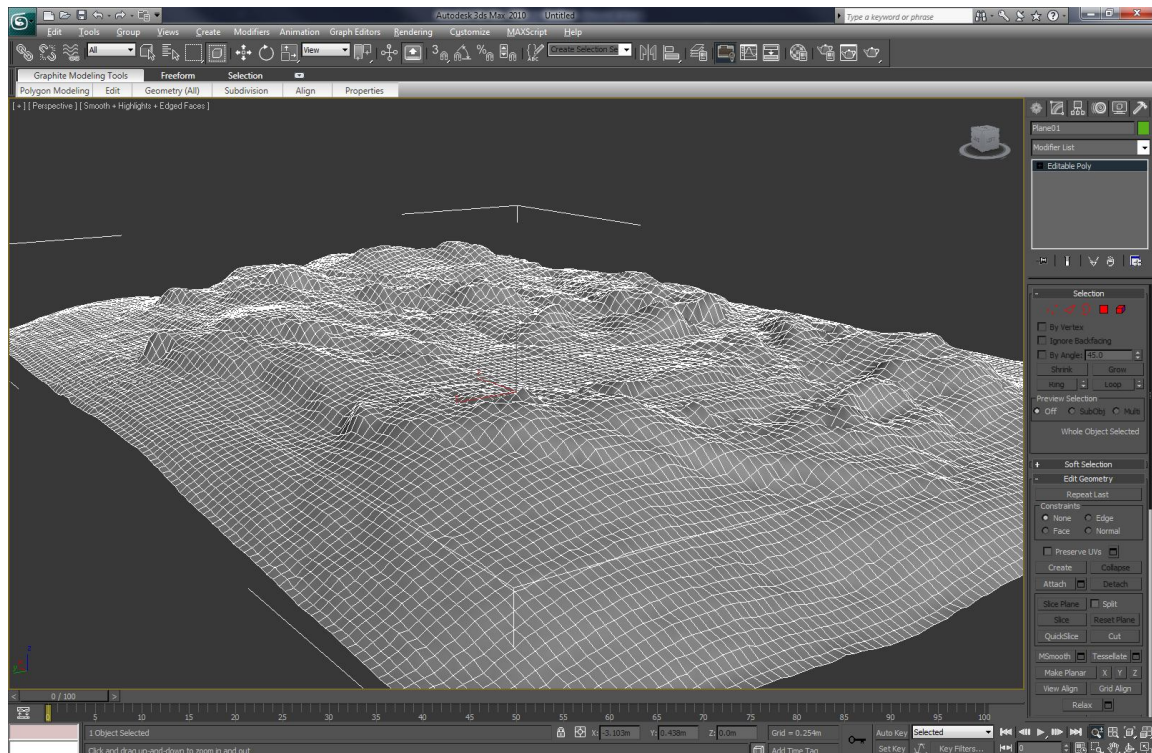 Autodesk 3ds Max 2010 Untitled
Type a keyword or phrase
Edit Tools Group Views Create Modifiers Animation Graph Editors Rendering Customize MAXScript Help
All View 3 Create Selection Se
Graphite Modeling Tools Freeform Selection
Polygon Modeling Edit Geometry (All) Subdivision Align Properties
[ + ] [ Perspective ] [ Smooth + Highlights + Edged Faces ]
Plane01
Modifier List
Editable Poly
- Selection
By Vertex
Ignore Backfacing
By Angle: 45.0
Shrink Grow
Ring Loop
Preview Selection
Off SubObj Multi
Whole Object Selected
+ Soft Selection
- Edit Geometry
Repeat Last
Constraints
None Edge
Face Normal
Preserve UVs
Create Collapse
Attach Detach
Slice Plane Split
Slice Reset Plane
QuickSlice Cut
MSmooth Tessellate
Make Planar X Y Z
View Align Grid Align
Relax
z
< 0 / 100 >
0 5 10 15 20 25 30 35 40 45 50 55 60 65 70 75 80 85 90 95 100
1 Object Selected X: -3.103m Y: 0.438m Z: 0.0m Grid = 0.254m Auto Key Selected
Click and drag up-and-down to zoom in and out Add Time Tag Set Key Key Filters... 0